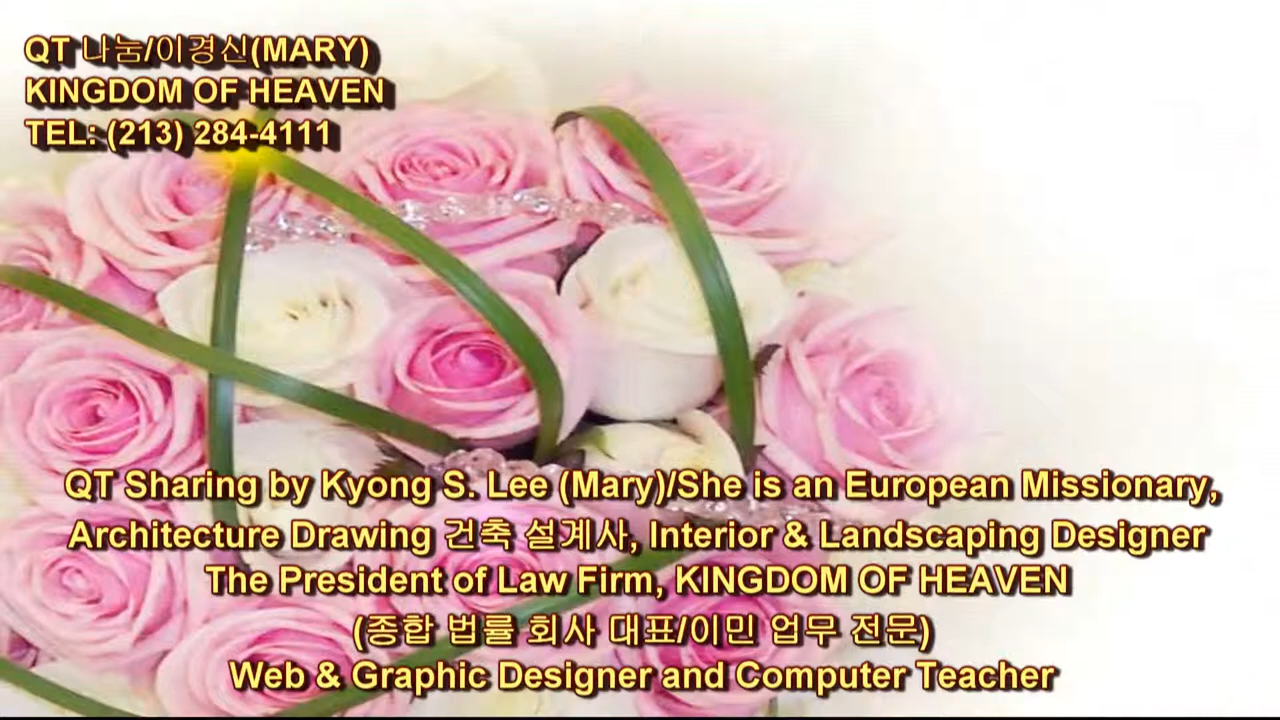 QT 나눔/이경신(MARY)
KINGDOM OF HEAVEN
TEL: (213) 284-4111
QT Sharing by Kyong S. Lee (Mary)/She is an European Missionary,
Architecture Drawing 건축 설계사, Interior & Landscaping Designer
The President of Law Firm, KINGDOM OF HEAVEN
(종합 법률 회사 대표/이민 업무 전문)
Web & Graphic Designer and Computer Teacher